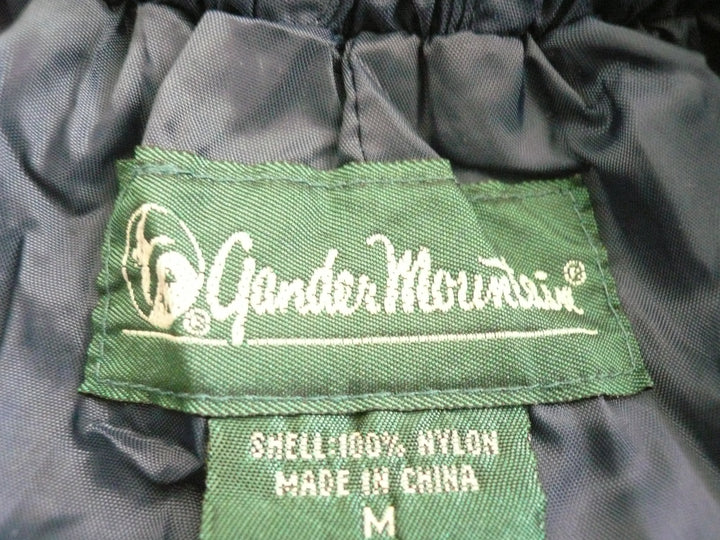 Gander Mountain®
®
SHELL:100% NYLON
MADE IN CHINA
M